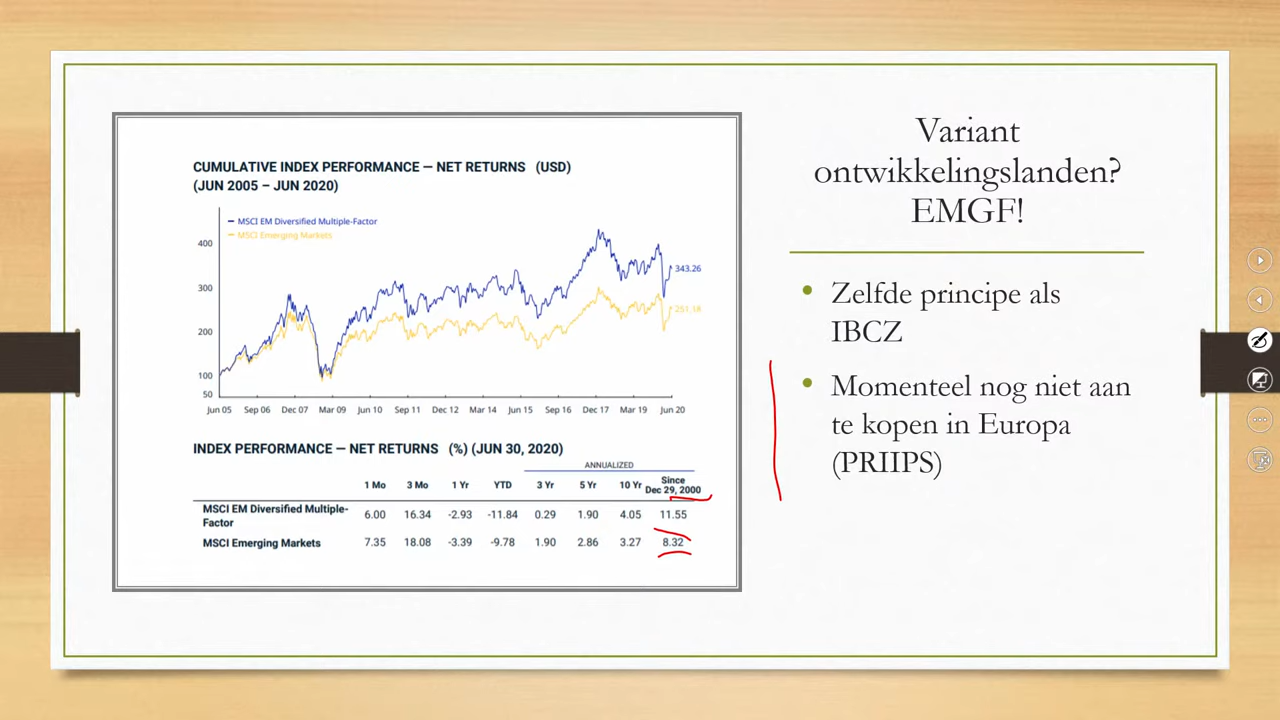 CUMULATIVE INDEX PERFORMANCE — NET RETURNS (USD)
(JUN 2005 – JUN 2020)
MSCI EM Diversified Multiple-Factor
MSCI Emerging Markets
400
300
200
100
50
343.26
251.18
Jun 05 Sep 06 Dec 07 Mar 09 Jun 10 Sep 11 Dec 12 Mar 14 Jun 15 Sep 16 Dec 17 Mar 19 Jun 20
INDEX PERFORMANCE — NET RETURNS (%) (JUN 30, 2020)
ANNUALIZED
1 Mo 3 Mo 1 Yr YTD 3 Yr 5 Yr 10 Yr Since Dec 29, 2000
MSCI EM Diversified Multiple-
Factor 6.00 16.34 -2.93 -11.84 0.29 1.90 4.05 11.55
MSCI Emerging Markets 7.35 18.08 -3.39 -9.78 1.90 2.86 3.27 8.32
Variant
ontwikkelingslanden?
EMGF!
• Zelfde principe als
IBCZ
• Momenteel nog niet aan
te kopen in Europa
(PRIIPS)